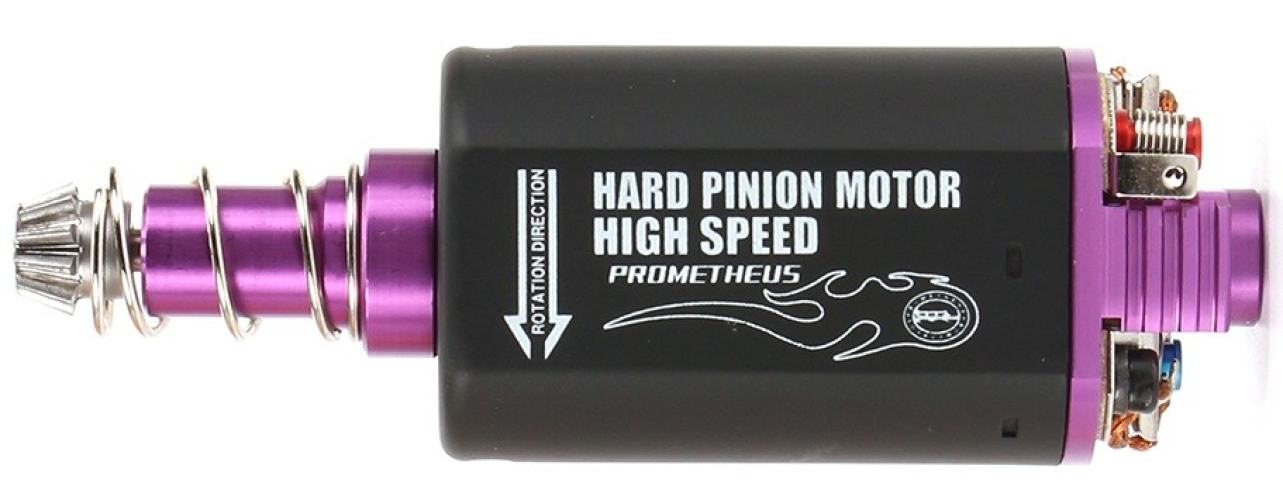 ROTATION DIRECTION
HARD PINION MOTOR
HIGH SPEED
PROMETHEUS